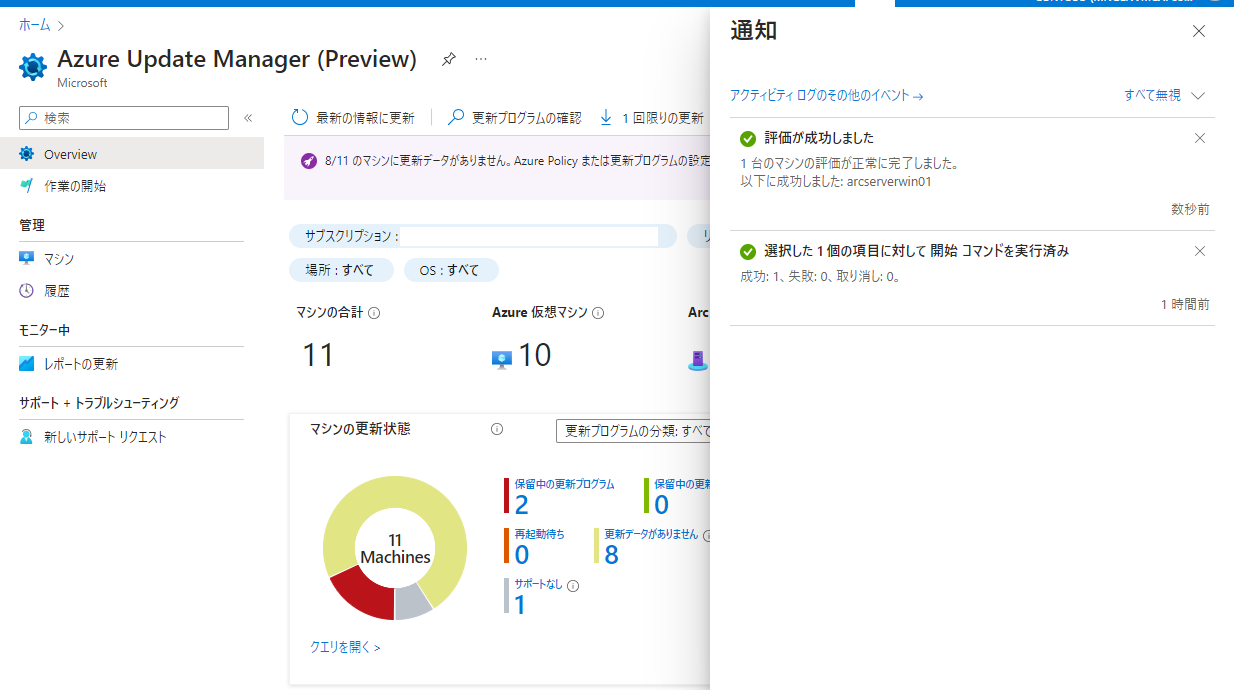 ホーム >
Azure Update Manager (Preview)
Microsoft
検索
Overview
作業の開始
管理
マシン
履歴
モニター中
レポートの更新
サポート + トラブルシューティング
新しいサポート リクエスト
最新の情報に更新
更新プログラムの確認
1 回限りの更新
8/11 のマシンに更新データがありません。Azure Policy または更新プログラムの設定
サブスクリプション :
場所 : すべて
OS : すべて
マシンの合計
11
Azure 仮想マシン
10
Arc
マシンの更新状態
更新プログラムの分類: すべて
11
Machines
保留中の更新プログラム
2
保留中の更新
0
再起動待ち
0
更新データがありません
8
サポートなし
1
クエリを開く >
通知
アクティビティ ログのその他のイベント →
すべて無視
評価が成功しました
1 台のマシンの評価が正常に完了しました。
以下に成功しました: arcserverwin01
数秒前
選択した 1 個の項目に対して 開始 コマンドを実行済み
成功: 1、失敗: 0、取り消し: 0。
1 時間前